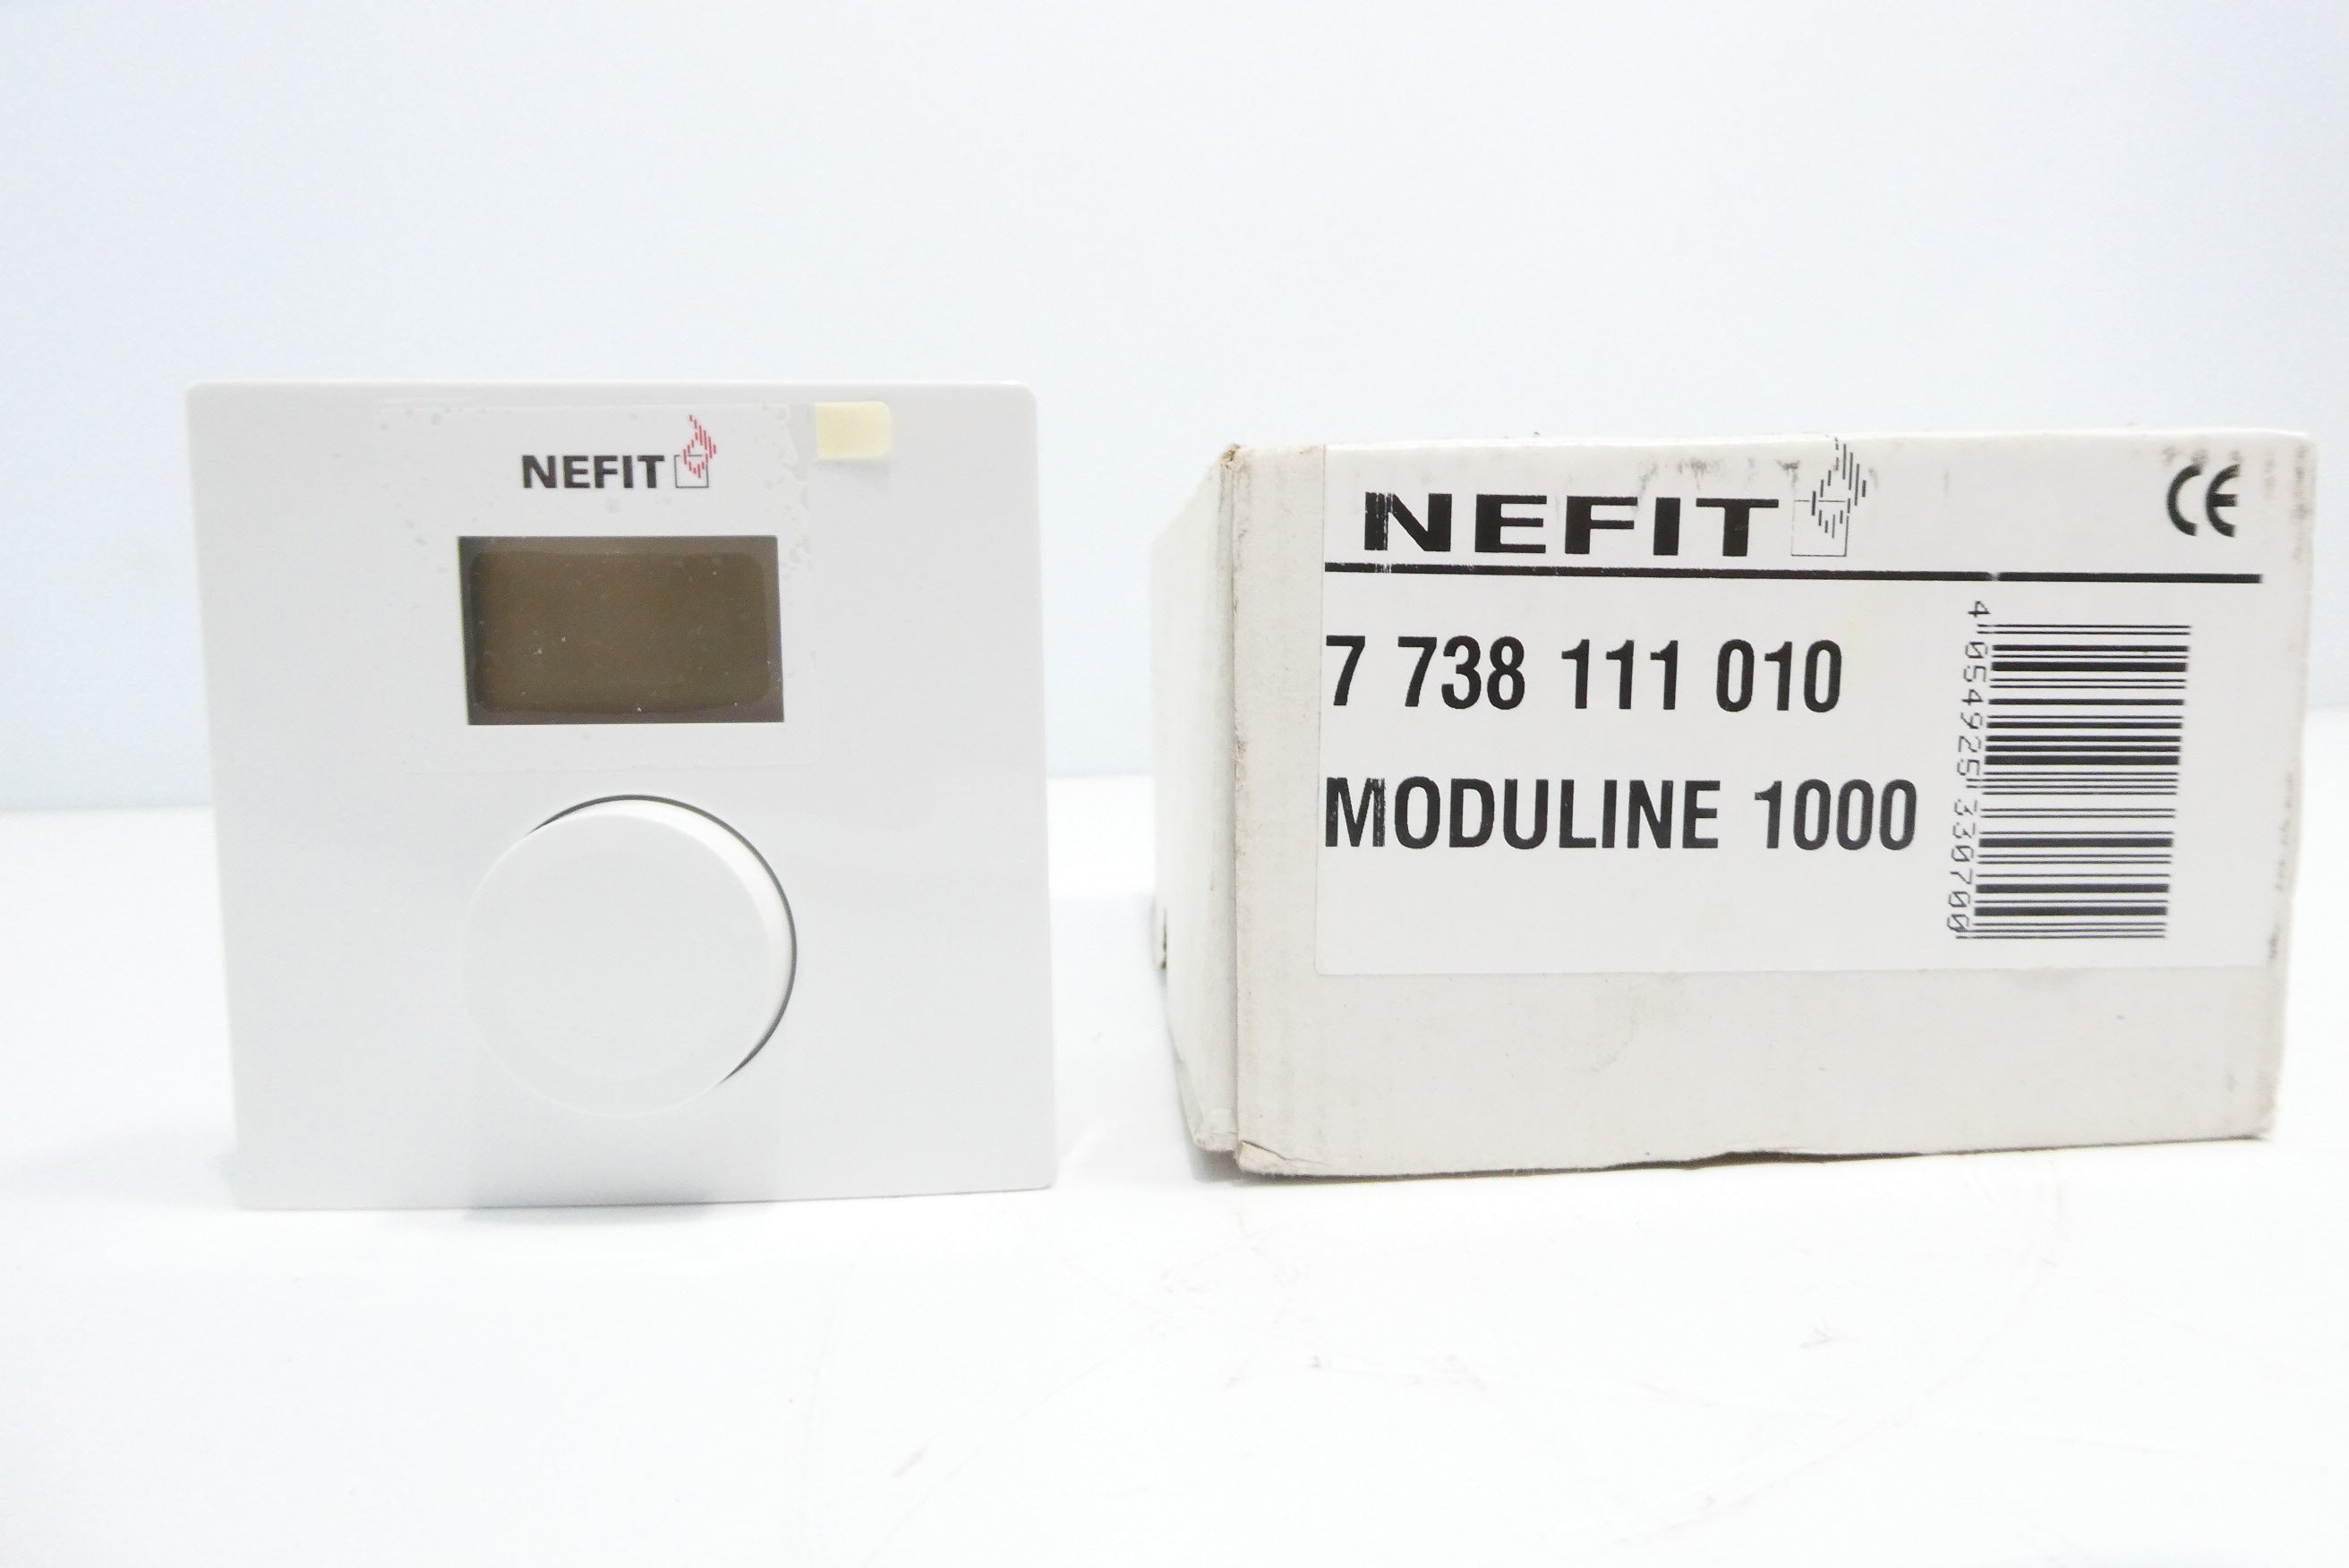 NEFIT
NEFIT
CE
7 738 111 010
MODULINE 1000
4 054925 330700